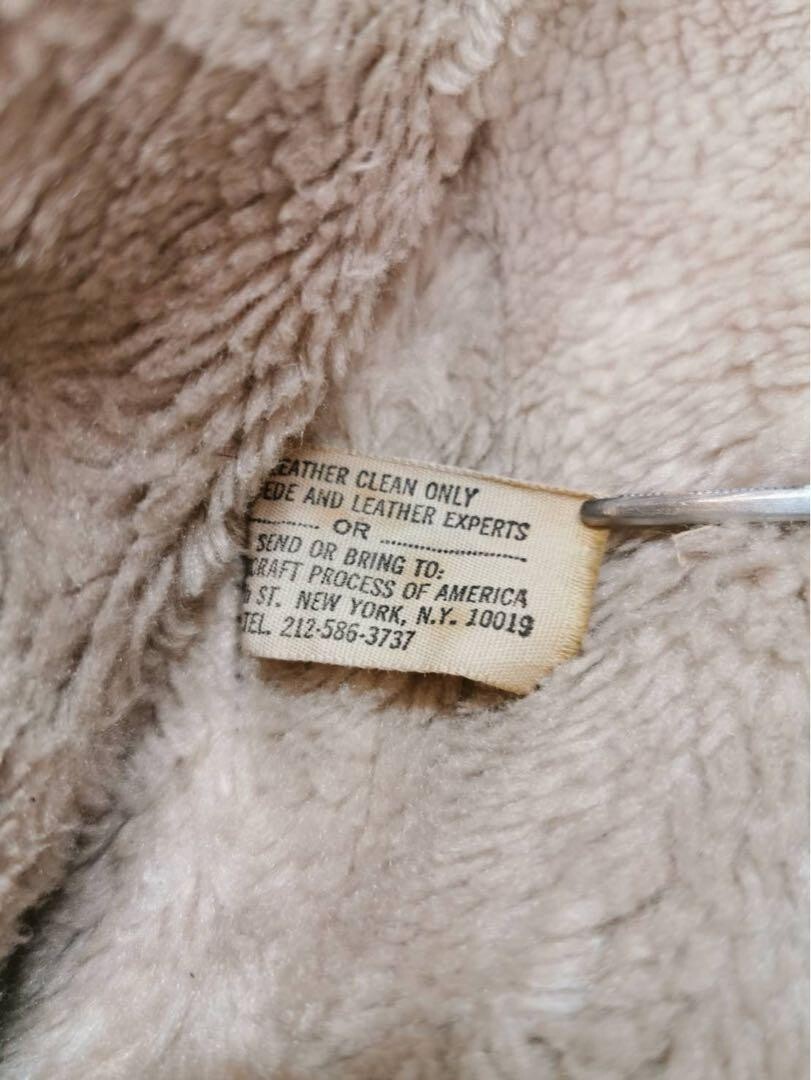 LEATHER CLEAN ONLY
EDE AND LEATHER EXPERTS
OR
SEND OR BRING TO:
CRAFT PROCESS OF AMERICA
ST. NEW YORK, N.Y. 10019
TEL. 212-586-3737